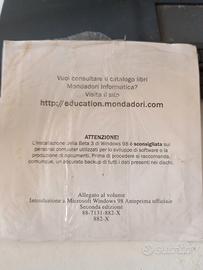 Vuoi consultare il catalogo libri
Mondadori Informatica?
Visita il sito
http://education.mondadori.com
ATTENZIONE!
L'installazione della Beta 3 di Windows 98 è sconsigliata sui
personal computer utilizzati per lo sviluppo di software o la
produzione di documenti. Prima di procedere si raccomanda,
comunque, un accurato backup di tutti i dati presenti nei dischi.
Allegato al volume
Introduzione a Microsoft Windows 98 Anteprima ufficiale
Seconda edizione
88-7131-882-X
882-X
subito.it